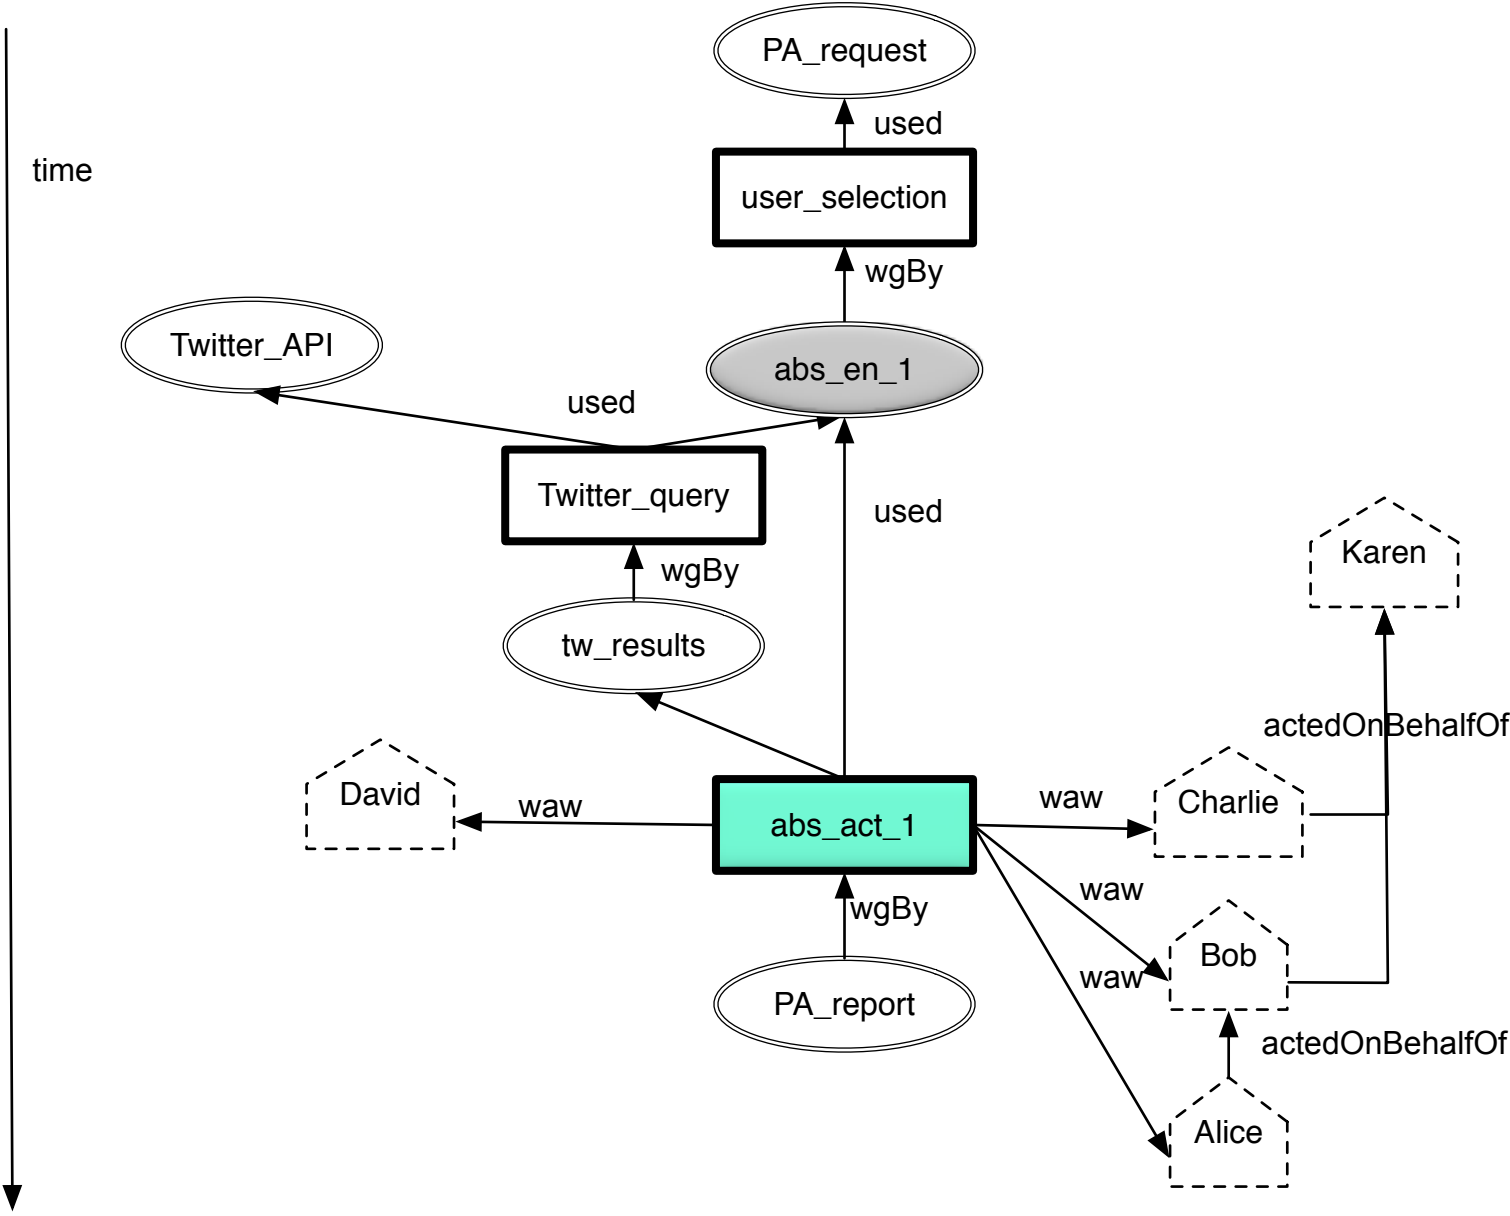 PA_request
used
time
user_selection
wgBy
Twitter_API
abs_en_1
used
Twitter_query
used
Karen
wgBy
tw_results
actedOnBehalfOf
David
waw
abs_act_1
waw
Charlie
waw
wgBy
Bob
waw
PA_report
actedOnBehalfOf
Alice